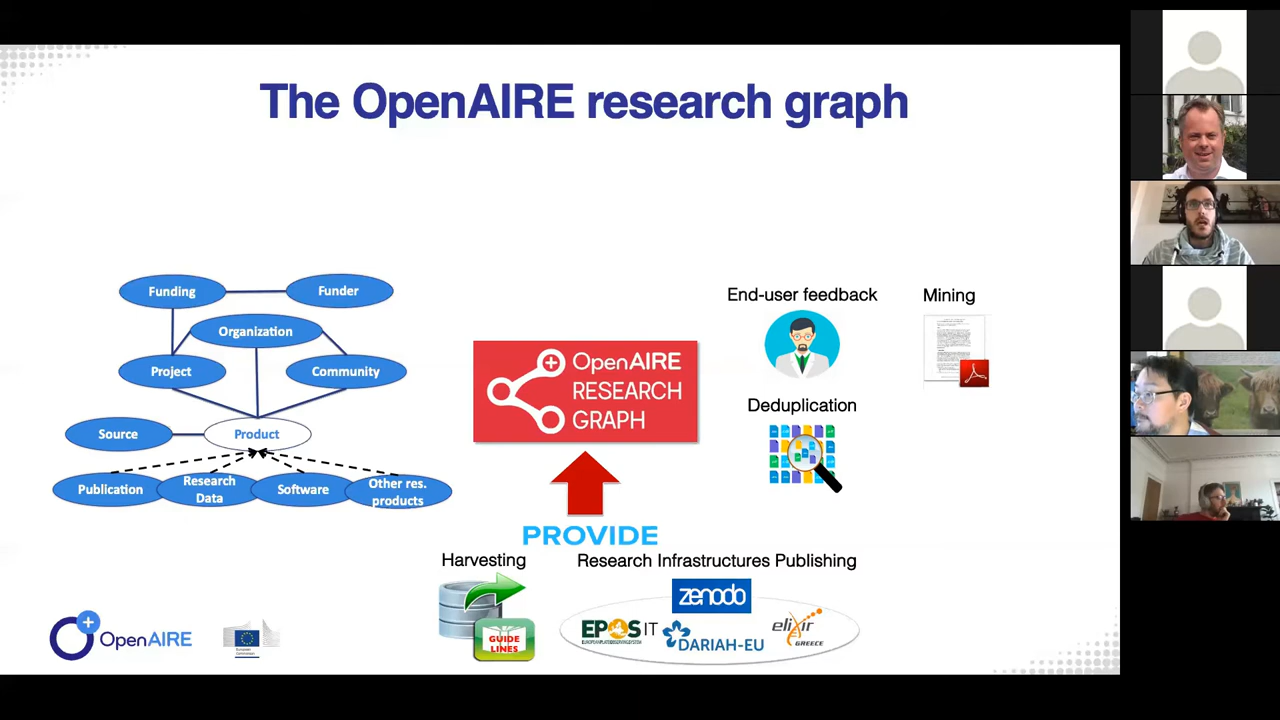 The OpenAIRE research graph
Funding
Funder
Organization
Project
Community
Source
Product
Publication
Research
Data
Software
Other res.
products
OpenAIRE
RESEARCH
GRAPH
End-user feedback
Mining
Deduplication
PROVIDE
Harvesting
GUIDE
LINES
Research Infrastructures Publishing
zenodo
EPOS IT
DARIAH-EU
elixir
GREECE
OpenAIRE